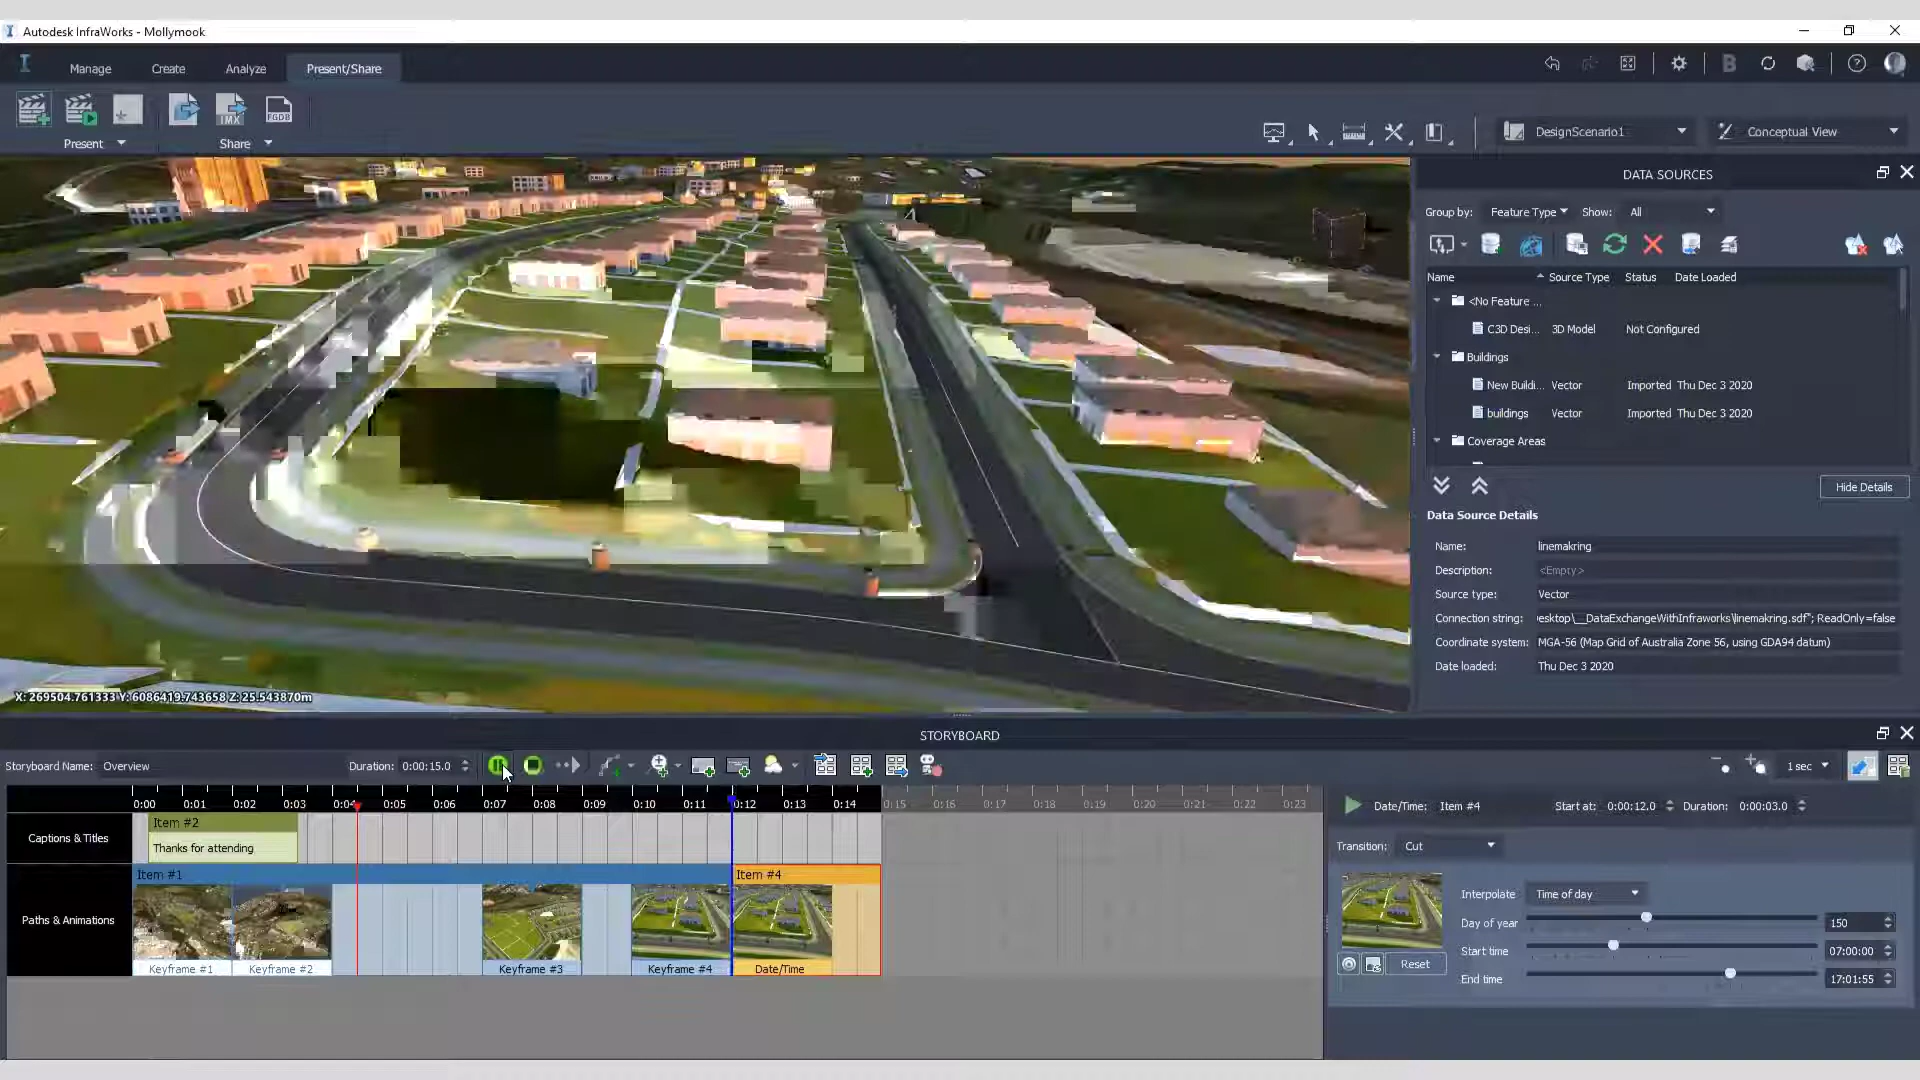 Autodesk InfraWorks - Mollymook
Manage Create Analyze Present/Share
IMX FGDB
Present Share
DesignScenario1 Conceptual View
DATA SOURCES
Group by: Feature Type Show: All
Name Source Type Status Date Loaded
<No Feature ...
C3D Desi... 3D Model Not Configured
Buildings
New Buildi... Vector Imported Thu Dec 3 2020
buildings Vector Imported Thu Dec 3 2020
Coverage Areas
Hide Details
Data Source Details
Name: linemakring
Description: <Empty>
Source type: Vector
Connection string: esktop\__DataExchangeWithInfraworks\linemakring.sdf"; ReadOnly=false
Coordinate system: MGA-56 (Map Grid of Australia Zone 56, using GDA94 datum)
Date loaded: Thu Dec 3 2020
X: 269504.761333 Y: 6086419.743658 Z: 25.543870m
STORYBOARD
Storyboard Name: Overview Duration: 0:00:15.0 1 sec
0:00 0:01 0:02 0:03 0:04 0:05 0:06 0:07 0:08 0:09 0:10 0:11 0:12 0:13 0:14 0:15 0:16 0:17 0:18 0:19 0:20 0:21 0:22 0:23
Captions & Titles
Item #2
Thanks for attending
Item #1 Item #4
Paths & Animations
Keyframe #1 Keyframe #2 Keyframe #3 Keyframe #4 Date/Time
Date/Time: Item #4 Start at: 0:00:12.0 Duration: 0:00:03.0
Transition: Cut
Interpolate Time of day
Day of year 150
Start time 07:00:00
Reset
End time 17:01:55